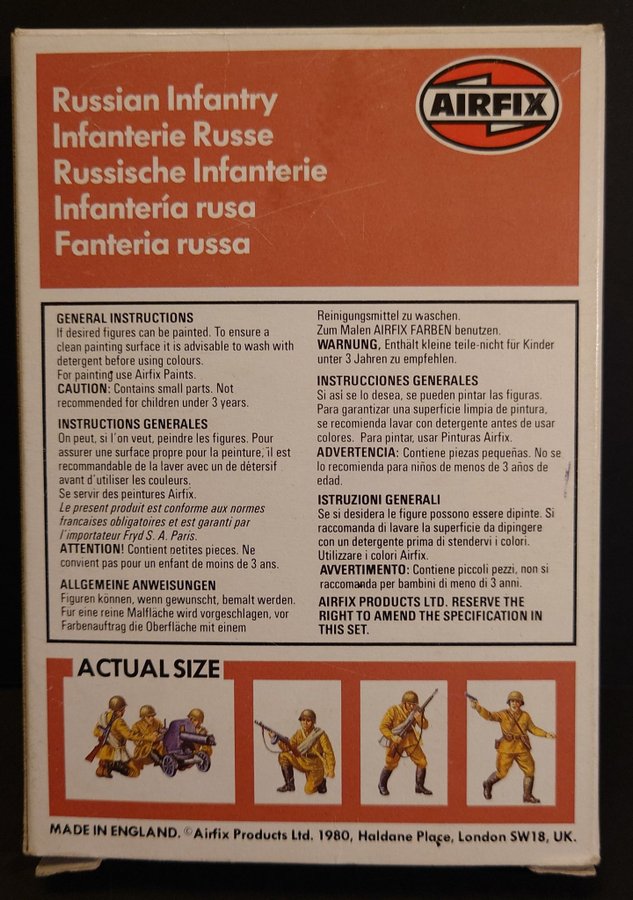 Russian Infantry
Infanterie Russe
Russische Infanterie
Infantería rusa
Fanteria russa
AIRFIX
GENERAL INSTRUCTIONS
If desired figures can be painted. To ensure a
clean painting surface it is advisable to wash with
detergent before using colours.
For painting use Airfix Paints.
CAUTION: Contains small parts. Not
recommended for children under 3 years.
INSTRUCTIONS GENERALES
On peut, si l'on veut, peindre les figures. Pour
assurer une surface propre pour la peinture, il est
recommandable de la laver avec un de détersif
avant d'utiliser les couleurs.
Se servir des peintures Airfix.
Le present produit est conforme aux normes
francaises obligatoires et est garanti par
l'importateur Fryd S. A. Paris.
ATTENTION! Contient petites pieces. Ne
convient pas pour un enfant de moins de 3 ans.
ALLGEMEINE ANWEISUNGEN
Figuren können, wenn gewunscht, bemalt werden.
Für eine reine Malfläche wird vorgeschlagen, vor
Farbenauftrag die Oberfläche mit einem
Reinigungsmittel zu waschen.
Zum Malen AIRFIX FARBEN benutzen.
WARNUNG, Enthält kleine teile-nicht für Kinder
unter 3 Jahren zu empfehlen.
INSTRUCCIONES GENERALES
Si así se lo desea, se pueden pintar las figuras.
Para garantizar una superficie limpia de pintura,
se recomienda lavar con detergente antes de usar
colores. Para pintar, usar Pinturas Airfix.
ADVERTENCIA: Contiene piezas pequeñas. No se
lo recomienda para niños de menos de 3 años de
edad.
ISTRUZIONI GENERALI
Se si desidera le figure possono essere dipinte. Si
raccomanda di lavare la superficie da dipingere
con un detergente prima di stendervi i colori.
Utilizzare i colori Airfix.
AVVERTIMENTO: Contiene piccoli pezzi, non si
raccomanda per bambini di meno di 3 anni.
AIRFIX PRODUCTS LTD. RESERVE THE
RIGHT TO AMEND THE SPECIFICATION IN
THIS SET.
ACTUAL SIZE
MADE IN ENGLAND. ©Airfix Products Ltd. 1980, Haldane Place, London SW18, UK.